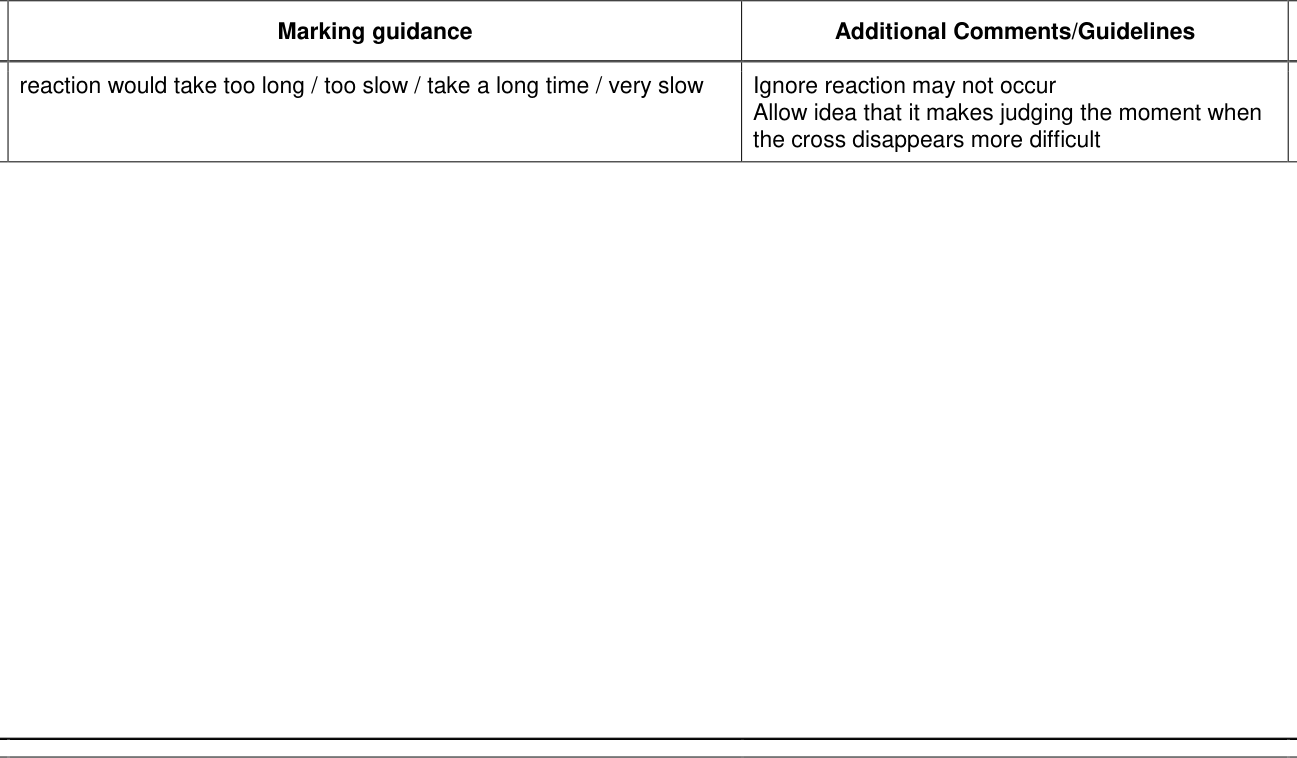 Marking guidance
Additional Comments/Guidelines
reaction would take too long / too slow / take a long time / very slow
Ignore reaction may not occur
Allow idea that it makes judging the moment when
the cross disappears more difficult